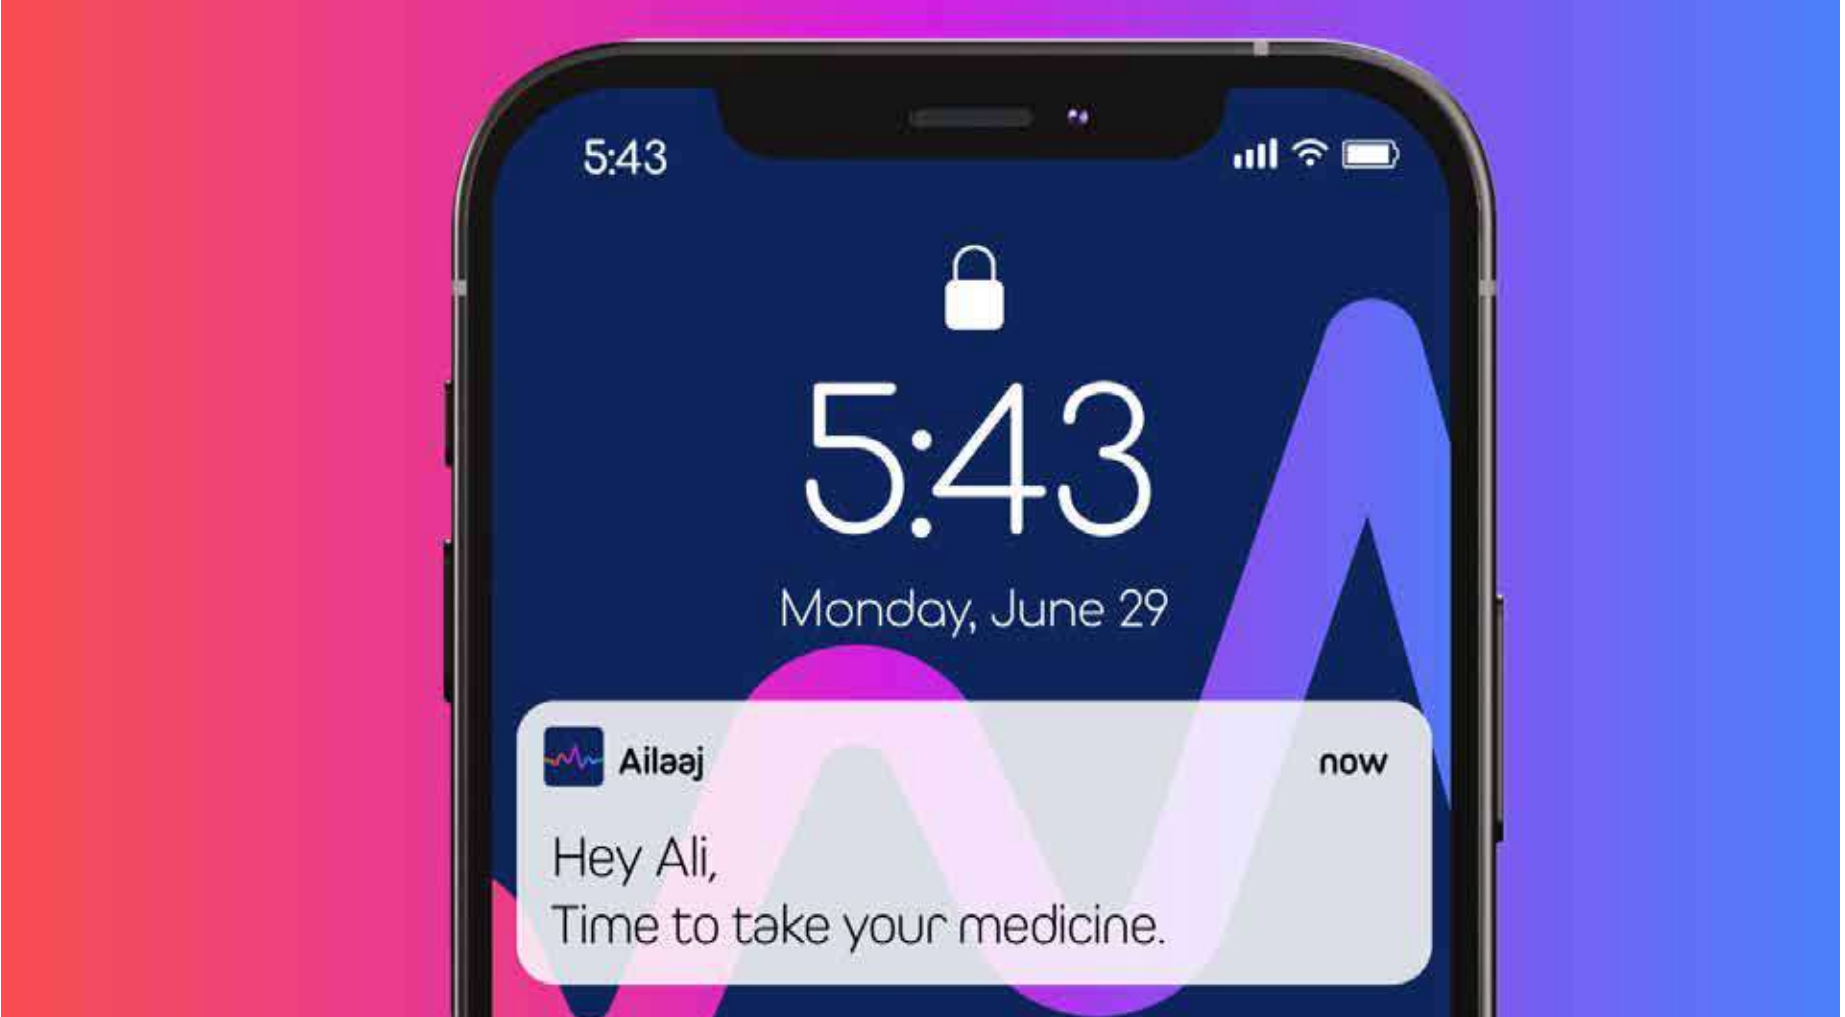 5:43
5:43
Monday, June 29
Ailaaj
now
Hey Ali,
Time to take your medicine.